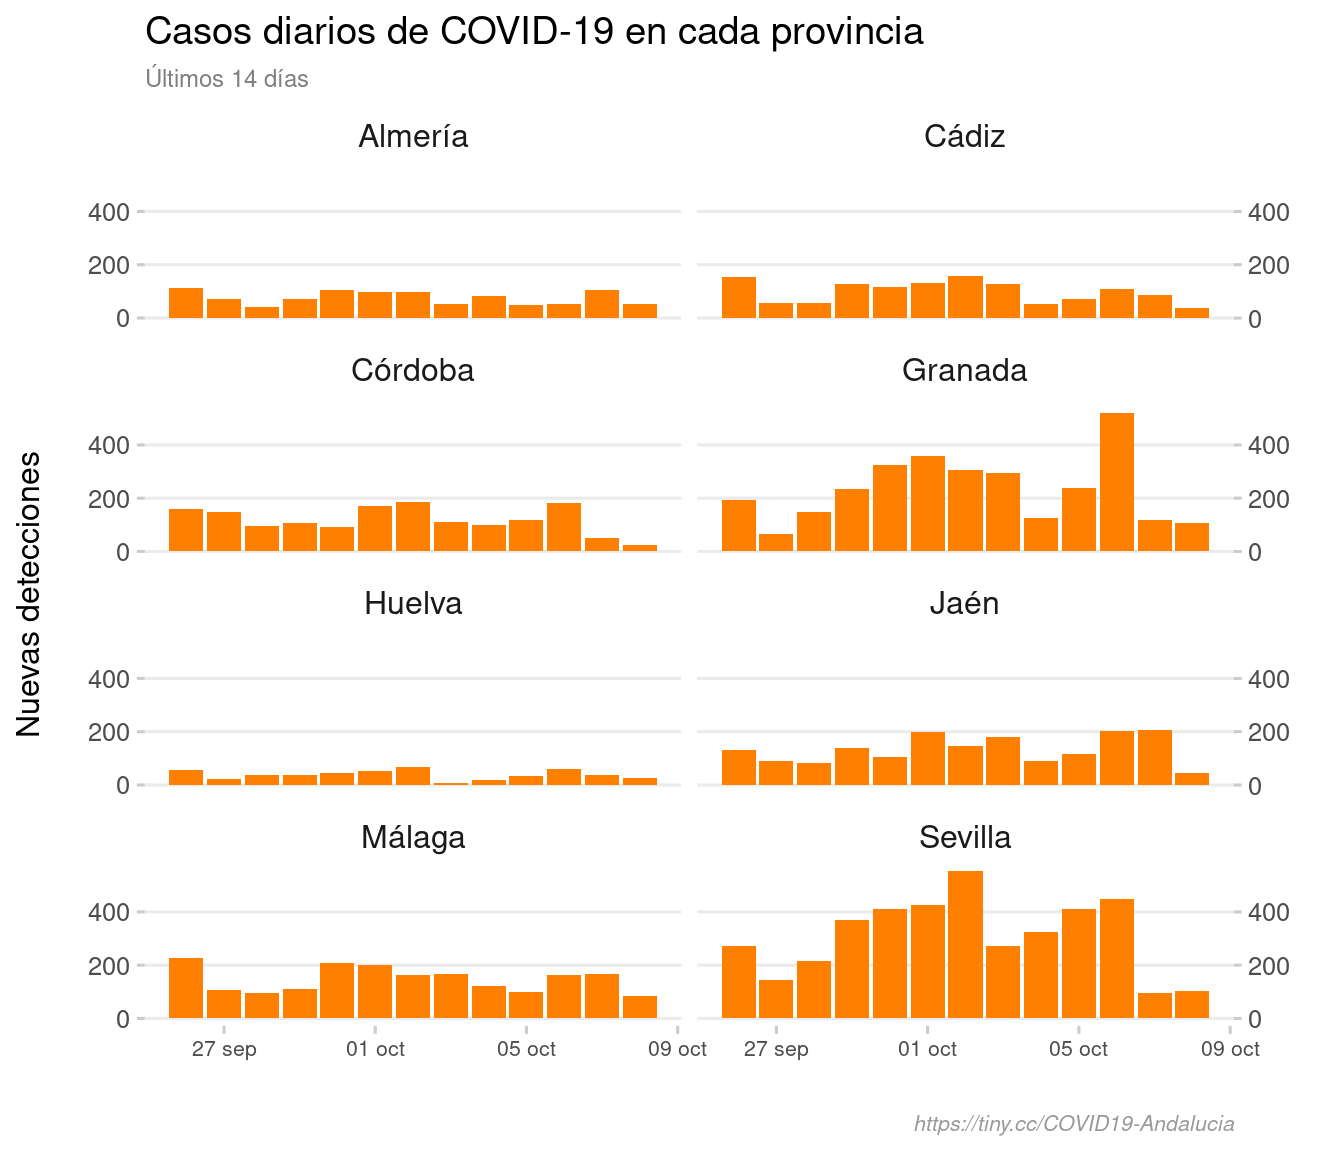 Casos diarios de COVID-19 en cada provincia
Últimos 14 días
Nuevas detecciones
Almería
Cádiz
400
200
0
400
200
0
Córdoba
Granada
400
200
0
400
200
0
Huelva
Jaén
400
200
0
400
200
0
Málaga
Sevilla
400
200
0
400
200
0
27 sep 01 oct 05 oct 09 oct
27 sep 01 oct 05 oct 09 oct
https://tiny.cc/COVID19-Andalucia